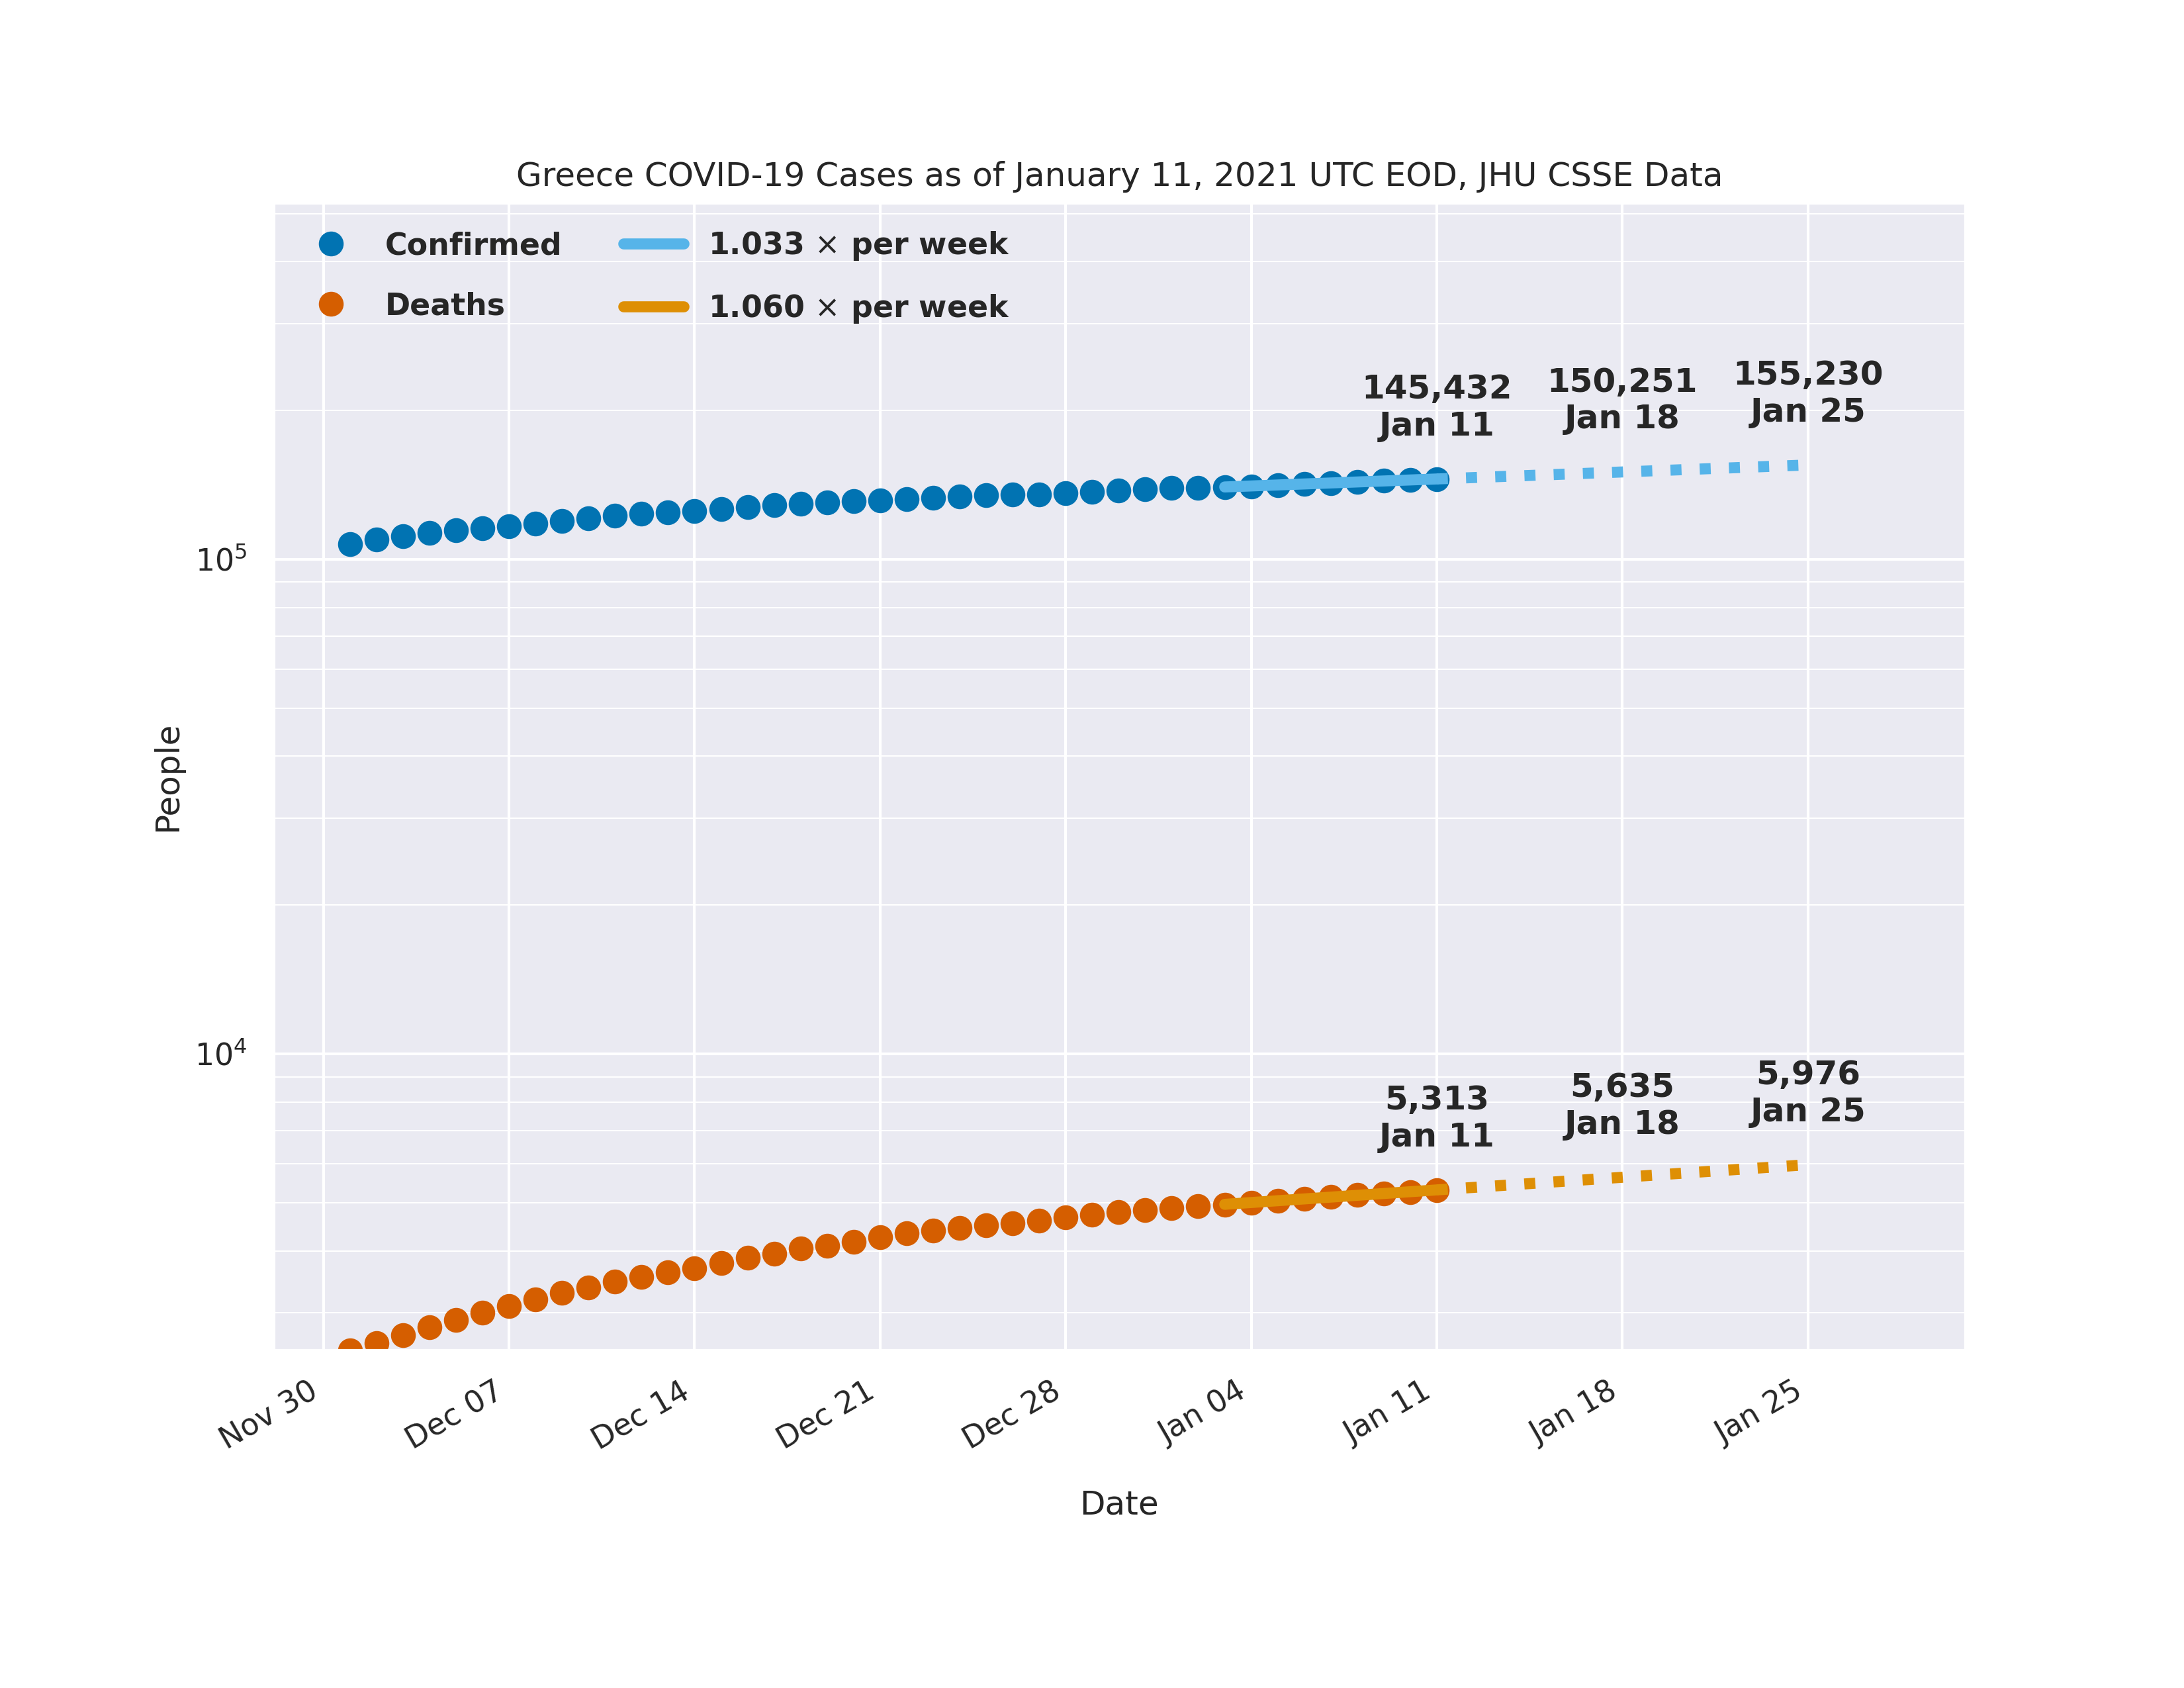 Greece COVID-19 Cases as of January 11, 2021 UTC EOD, JHU CSSE Data
Confirmed
Deaths
1.033 × per week
1.060 × per week
145,432
Jan 11
150,251
Jan 18
155,230
Jan 25
10⁵
People
10⁴
5,313
Jan 11
5,635
Jan 18
5,976
Jan 25
Nov 30
Dec 07
Dec 14
Dec 21
Dec 28
Jan 04
Jan 11
Jan 18
Jan 25
Date